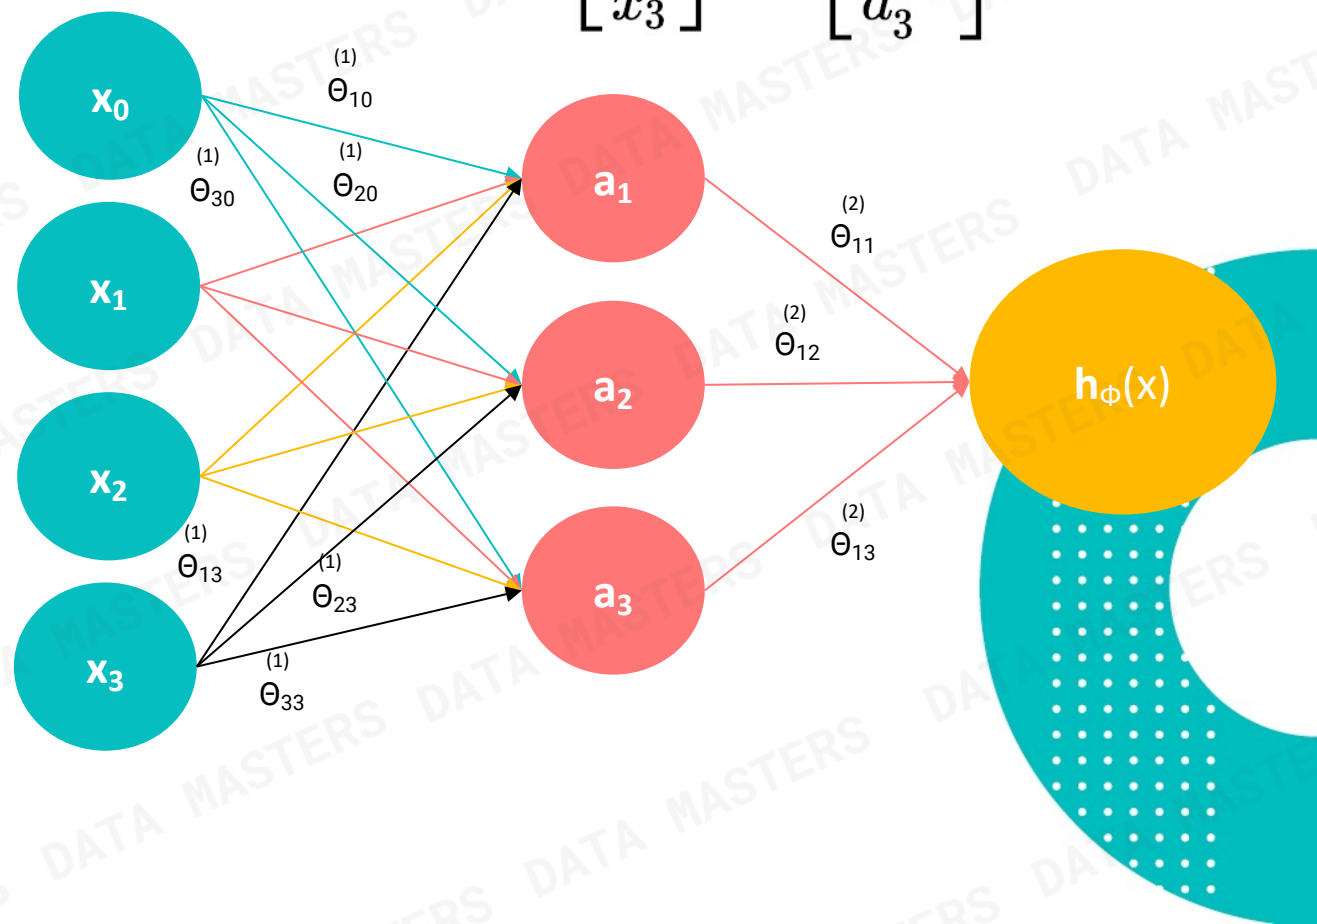 [x₃] [a₃]
x₀
(1)
Θ₁₀
(1)
Θ₃₀
(1)
Θ₂₀
a₁
x₁
(2)
Θ₁₁
(2)
Θ₁₂
a₂
hΦ(x)
x₂
(1)
Θ₁₃
(1)
Θ₂₃
a₃
(2)
Θ₁₃
x₃
(1)
Θ₃₃
DATA MASTERS